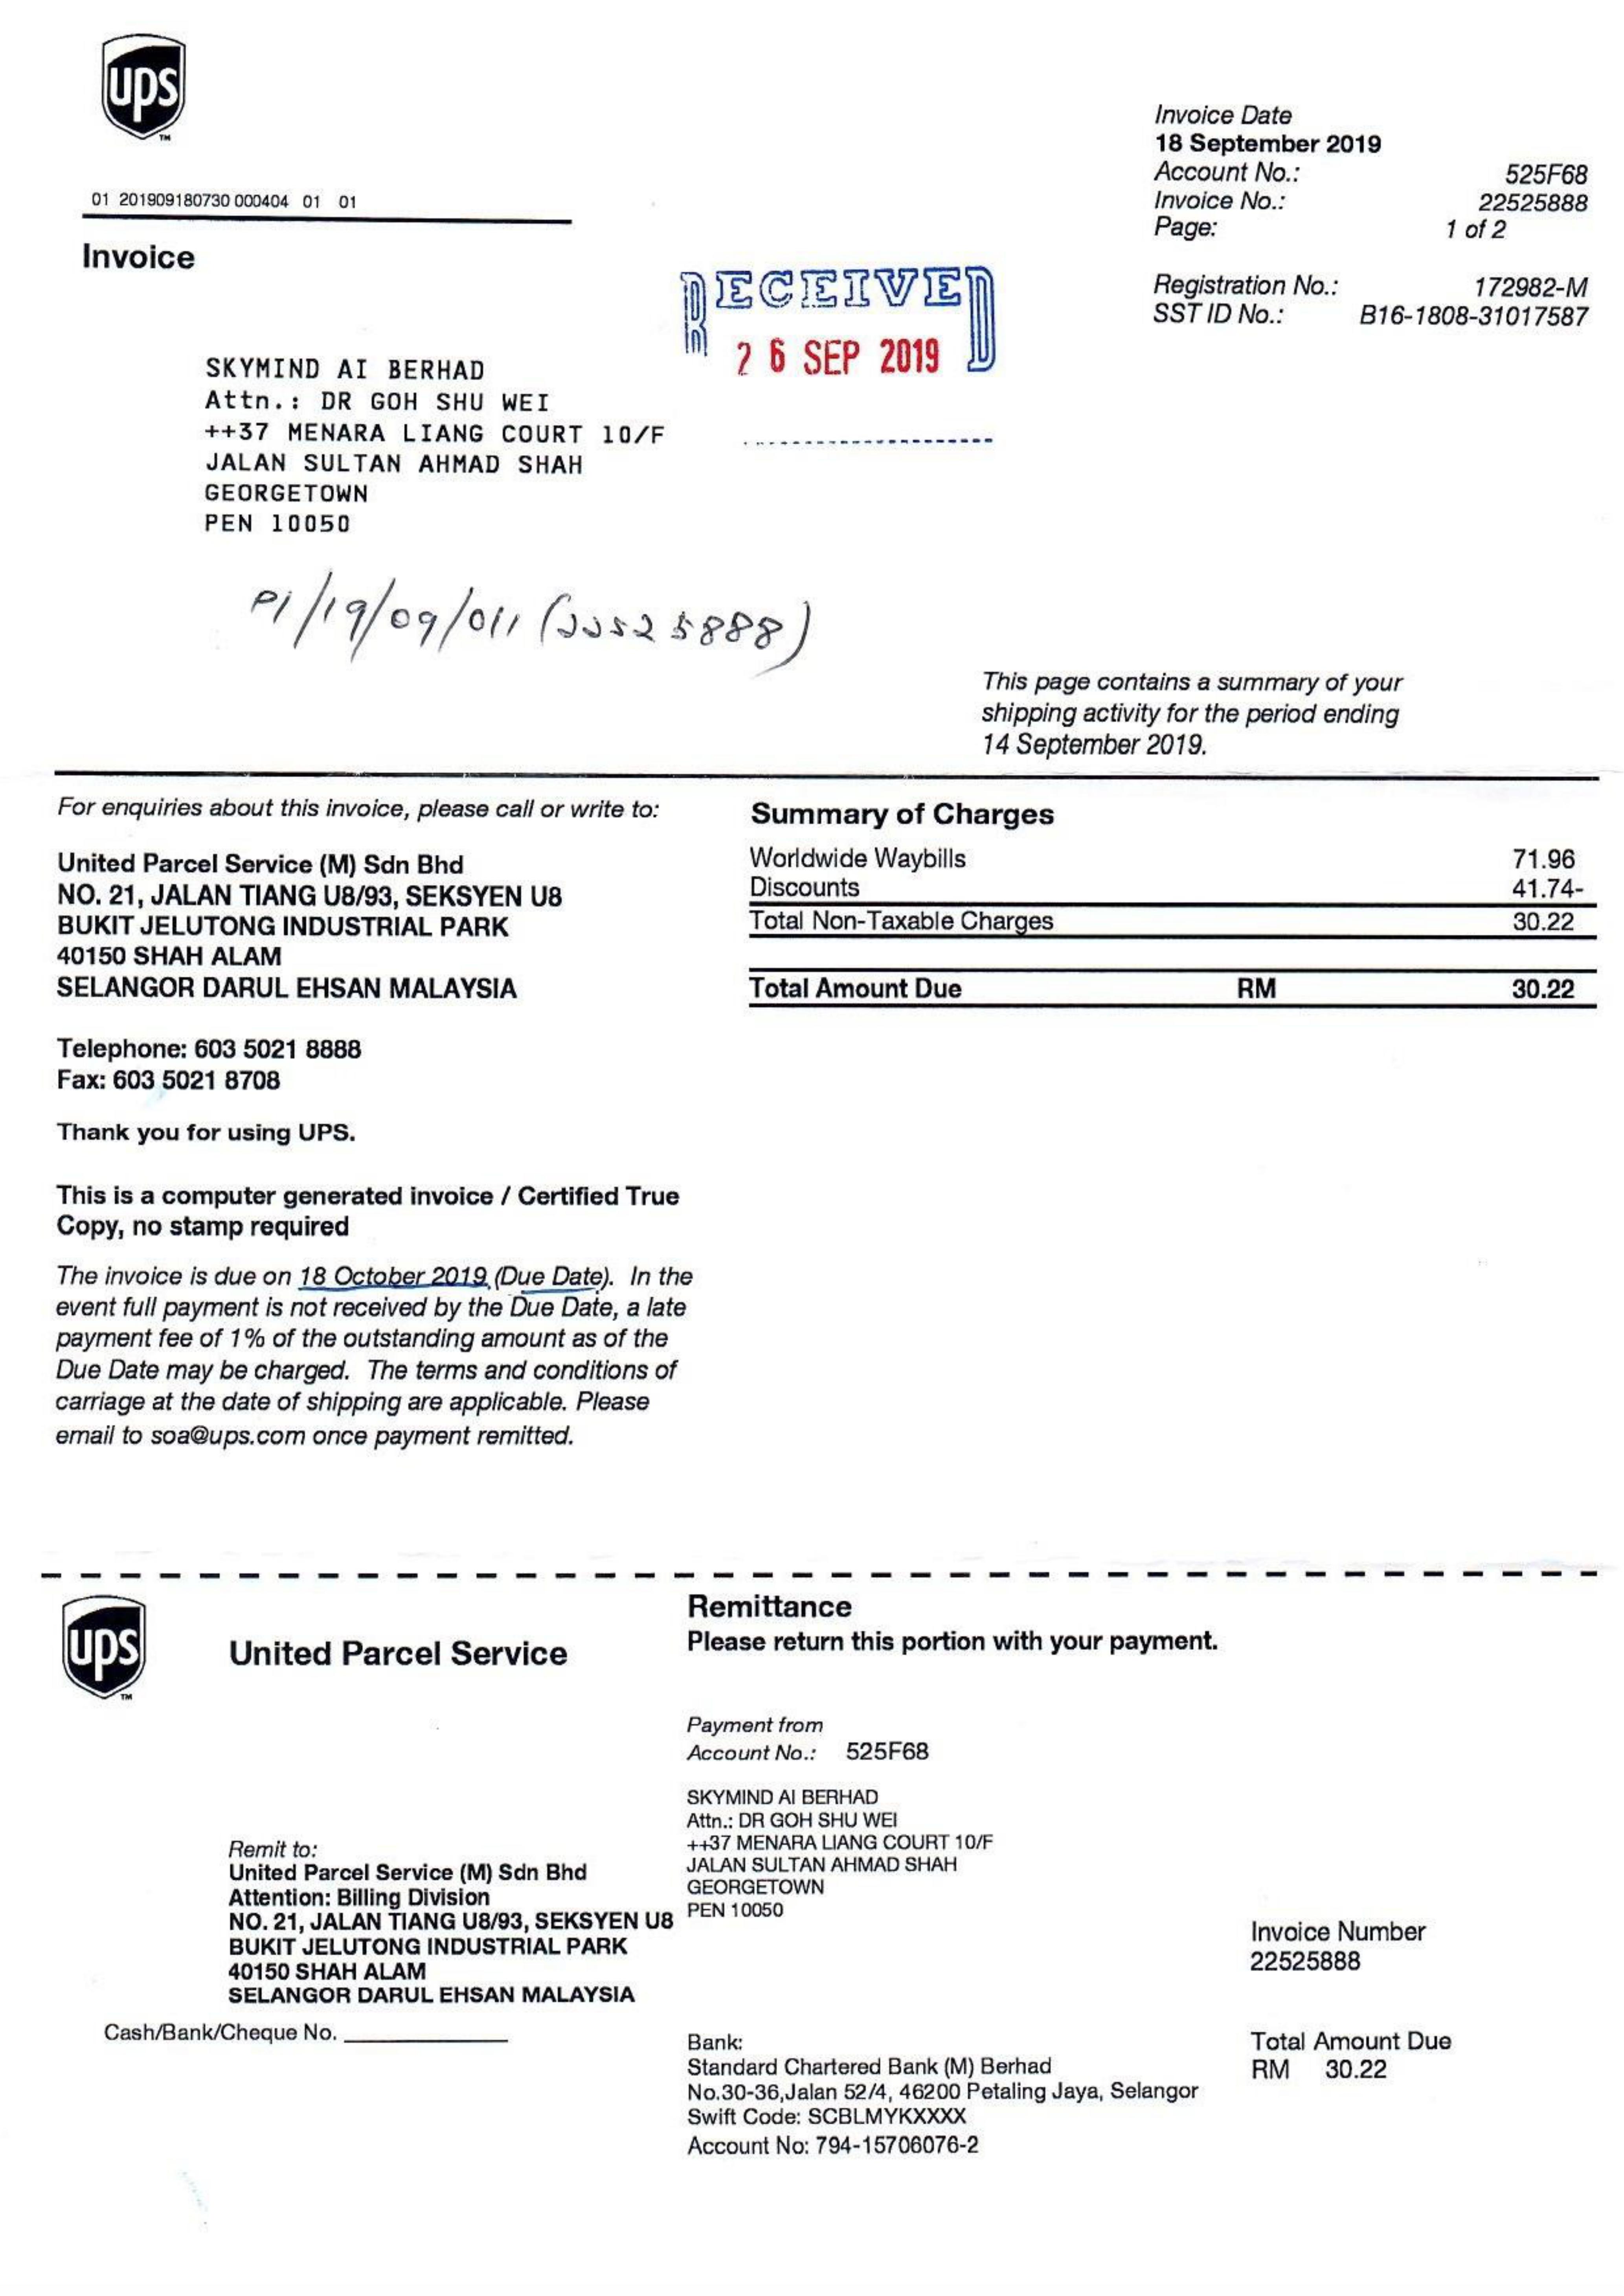 ups
TM
Invoice Date
18 September 2019
Account No.: 525F68
Invoice No.: 22525888
Page: 1 of 2
01 201909180730 000404 01 01
Invoice
Registration No.: 172982-M
SST ID No.: B16-1808-31017587
RECEIVED
26 SEP 2019
SKYMIND AI BERHAD
Attn.: DR GOH SHU WEI
++37 MENARA LIANG COURT 10/F
JALAN SULTAN AHMAD SHAH
GEORGETOWN
PEN 10050
PI/19/09/011 (22525888)
This page contains a summary of your
shipping activity for the period ending
14 September 2019.
For enquiries about this invoice, please call or write to:
United Parcel Service (M) Sdn Bhd
NO. 21, JALAN TIANG U8/93, SEKSYEN U8
BUKIT JELUTONG INDUSTRIAL PARK
40150 SHAH ALAM
SELANGOR DARUL EHSAN MALAYSIA
Telephone: 603 5021 8888
Fax: 603 5021 8708
Thank you for using UPS.
This is a computer generated invoice / Certified True
Copy, no stamp required
The invoice is due on 18 October 2019 (Due Date). In the
event full payment is not received by the Due Date, a late
payment fee of 1% of the outstanding amount as of the
Due Date may be charged. The terms and conditions of
carriage at the date of shipping are applicable. Please
email to soa@ups.com once payment remitted.
Summary of Charges
Worldwide Waybills 71.96
Discounts 41.74-
Total Non-Taxable Charges 30.22
Total Amount Due RM 30.22
ups
TM
United Parcel Service
Remittance
Please return this portion with your payment.
Payment from
Account No.: 525F68
SKYMIND AI BERHAD
Attn.: DR GOH SHU WEI
++37 MENARA LIANG COURT 10/F
JALAN SULTAN AHMAD SHAH
GEORGETOWN
PEN 10050
Remit to:
United Parcel Service (M) Sdn Bhd
Attention: Billing Division
NO. 21, JALAN TIANG U8/93, SEKSYEN U8
BUKIT JELUTONG INDUSTRIAL PARK
40150 SHAH ALAM
SELANGOR DARUL EHSAN MALAYSIA
Cash/Bank/Cheque No.
Invoice Number
22525888
Bank:
Standard Chartered Bank (M) Berhad
No.30-36,Jalan 52/4, 46200 Petaling Jaya, Selangor
Swift Code: SCBLMYKXXXX
Account No: 794-15706076-2
Total Amount Due
RM 30.22